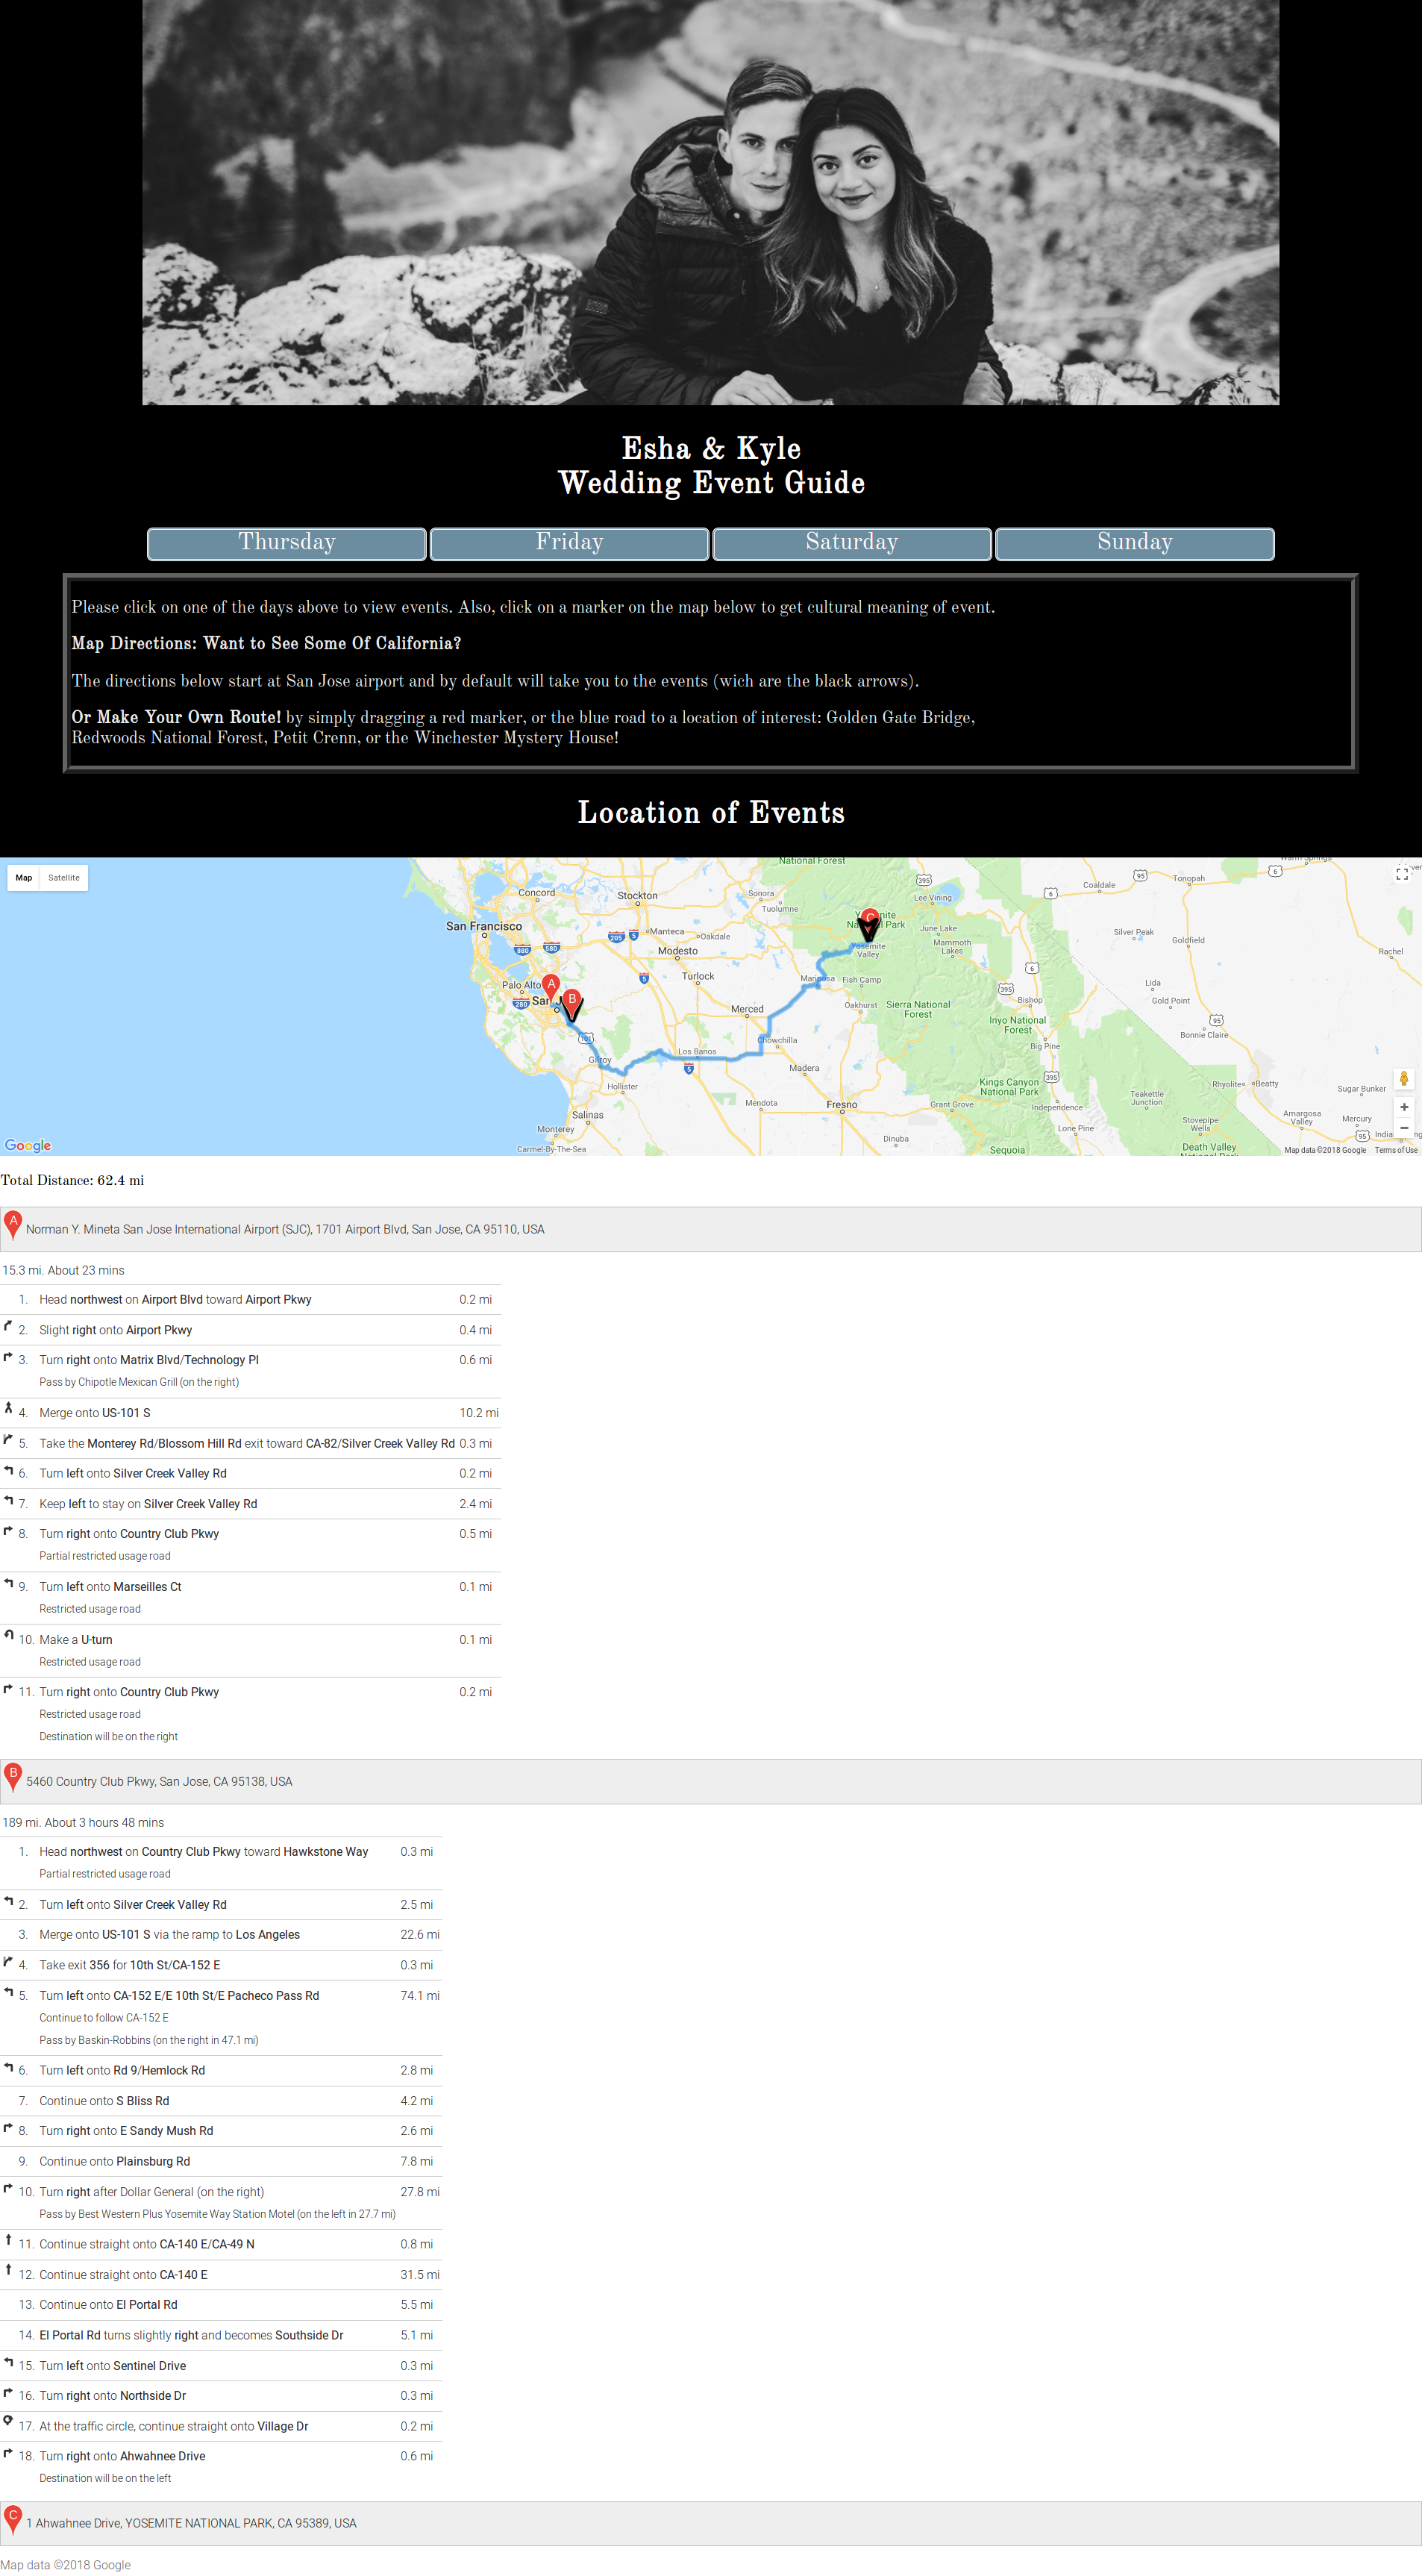 Esha & Kyle
Wedding Event Guide
Thursday
Friday
Saturday
Sunday
Please click on one of the days above to view events. Also, click on a marker on the map below to get cultural meaning of event.
Map Directions: Want to See Some Of California?
The directions below start at San Jose airport and by default will take you to the events (wich are the black arrows).
Or Make Your Own Route! by simply dragging a red marker, or the blue road to a location of interest: Golden Gate Bridge,
Redwoods National Forest, Petit Crenn, or the Winchester Mystery House!
Location of Events
Map Satellite
National Forest
Concord
Stockton
Sonora
Tuolumne
Lee Vining
Coaldale
Tonopah
San Francisco
Manteca
Oakdale
Modesto
National Park
Yosemite
Valley
June Lake
Mammoth
Lakes
Silver Peak
Goldfield
Rachel
Palo Alto
Turlock
Mariposa
Fish Camp
Lida
Gold Point
Merced
Oakhurst
Sierra National
Forest
Bishop
Inyo National
Forest
Bonnie Claire
Gilroy
Los Banos
Chowchilla
Big Pine
Madera
Hollister
Kings Canyon
National Park
Rhyolite
Beatty
Sugar Bunker
Salinas
Mendota
Fresno
Grant Grove
Independence
Teakettle
Junction
Amargosa
Valley
Mercury
Monterey
Carmel-By-The-Sea
Dinuba
Lone Pine
Stovepipe
Wells
Sequoia
Death Valley
Google
Map data ©2018 Google Terms of Use
Total Distance: 62.4 mi
A Norman Y. Mineta San Jose International Airport (SJC), 1701 Airport Blvd, San Jose, CA 95110, USA
15.3 mi. About 23 mins
1. Head northwest on Airport Blvd toward Airport Pkwy 0.2 mi
2. Slight right onto Airport Pkwy 0.4 mi
3. Turn right onto Matrix Blvd/Technology Pl 0.6 mi
Pass by Chipotle Mexican Grill (on the right)
4. Merge onto US-101 S 10.2 mi
5. Take the Monterey Rd/Blossom Hill Rd exit toward CA-82/Silver Creek Valley Rd 0.3 mi
6. Turn left onto Silver Creek Valley Rd 0.2 mi
7. Keep left to stay on Silver Creek Valley Rd 2.4 mi
8. Turn right onto Country Club Pkwy 0.5 mi
Partial restricted usage road
9. Turn left onto Marseilles Ct 0.1 mi
Restricted usage road
10. Make a U-turn 0.1 mi
Restricted usage road
11. Turn right onto Country Club Pkwy 0.2 mi
Restricted usage road
Destination will be on the right
B 5460 Country Club Pkwy, San Jose, CA 95138, USA
189 mi. About 3 hours 48 mins
1. Head northwest on Country Club Pkwy toward Hawkstone Way 0.3 mi
Partial restricted usage road
2. Turn left onto Silver Creek Valley Rd 2.5 mi
3. Merge onto US-101 S via the ramp to Los Angeles 22.6 mi
4. Take exit 356 for 10th St/CA-152 E 0.3 mi
5. Turn left onto CA-152 E/E 10th St/E Pacheco Pass Rd 74.1 mi
Continue to follow CA-152 E
Pass by Baskin-Robbins (on the right in 47.1 mi)
6. Turn left onto Rd 9/Hemlock Rd 2.8 mi
7. Continue onto S Bliss Rd 4.2 mi
8. Turn right onto E Sandy Mush Rd 2.6 mi
9. Continue onto Plainsburg Rd 7.8 mi
10. Turn right after Dollar General (on the right) 27.8 mi
Pass by Best Western Plus Yosemite Way Station Motel (on the left in 27.7 mi)
11. Continue straight onto CA-140 E/CA-49 N 0.8 mi
12. Continue straight onto CA-140 E 31.5 mi
13. Continue onto El Portal Rd 5.5 mi
14. El Portal Rd turns slightly right and becomes Southside Dr 5.1 mi
15. Turn left onto Sentinel Drive 0.3 mi
16. Turn right onto Northside Dr 0.3 mi
17. At the traffic circle, continue straight onto Village Dr 0.2 mi
18. Turn right onto Ahwahnee Drive 0.6 mi
Destination will be on the left
C 1 Ahwahnee Drive, YOSEMITE NATIONAL PARK, CA 95389, USA
Map data ©2018 Google